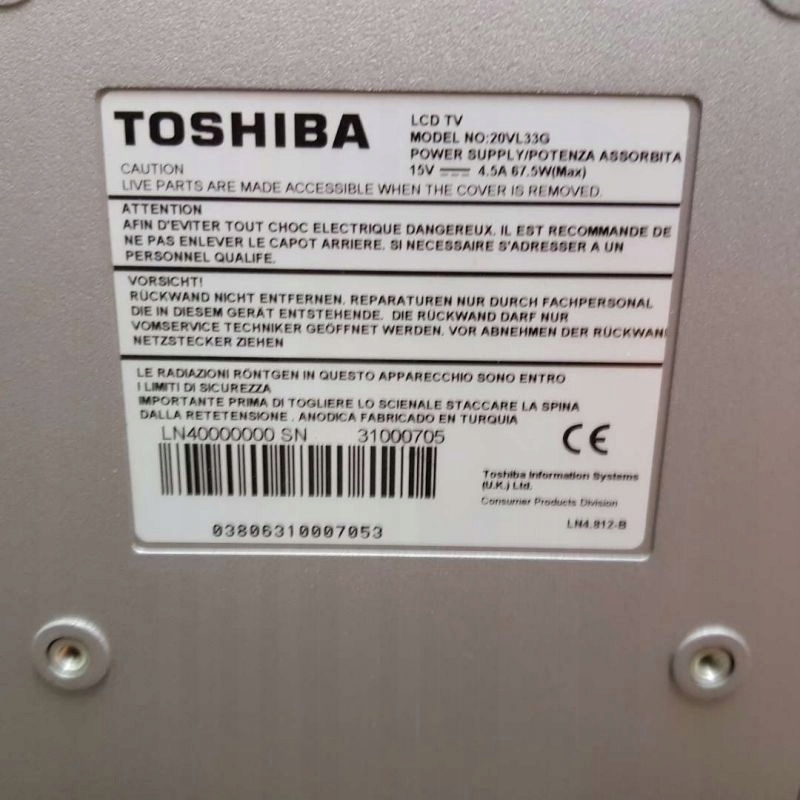 TOSHIBA
LCD TV
MODEL NO:20VL33G
POWER SUPPLY/POTENZA ASSORBITA
15V 4.5A 67.5W(Max)
CAUTION
LIVE PARTS ARE MADE ACCESSIBLE WHEN THE COVER IS REMOVED.
ATTENTION
AFIN D'EVITER TOUT CHOC ELECTRIQUE DANGEREUX. IL EST RECOMMANDE DE
NE PAS ENLEVER LE CAPOT ARRIERE. SI NECESSAIRE S'ADRESSER A UN
PERSONNEL QUALIFE.
VORSICHT!
RÜCKWAND NICHT ENTFERNEN. REPARATUREN NUR DURCH FACHPERSONAL
DIE IN DIESEM GERÄT ENTSTEHENDE. DIE RÜCKWAND DARF NUR
VOMSERVICE TECHNIKER GEÖFFNET WERDEN. VOR ABNEHMEN DER RÜCKWAN
NETZSTECKER ZIEHEN
LE RADIAZIONI RÖNTGEN IN QUESTO APPARECCHIO SONO ENTRO
I LIMITI DI SICUREZZA
IMPORTANTE PRIMA DI TOGLIERE LO SCIENALE STACCARE LA SPINA
DALLA RETETENSIONE . ANODICA FABRICADO EN TURQUIA
LN40000000 SN 31000705
CE
Toshiba Information Systems
(U.K.) Ltd.
Consumer Products Division
LN4.912-B
03806310007053